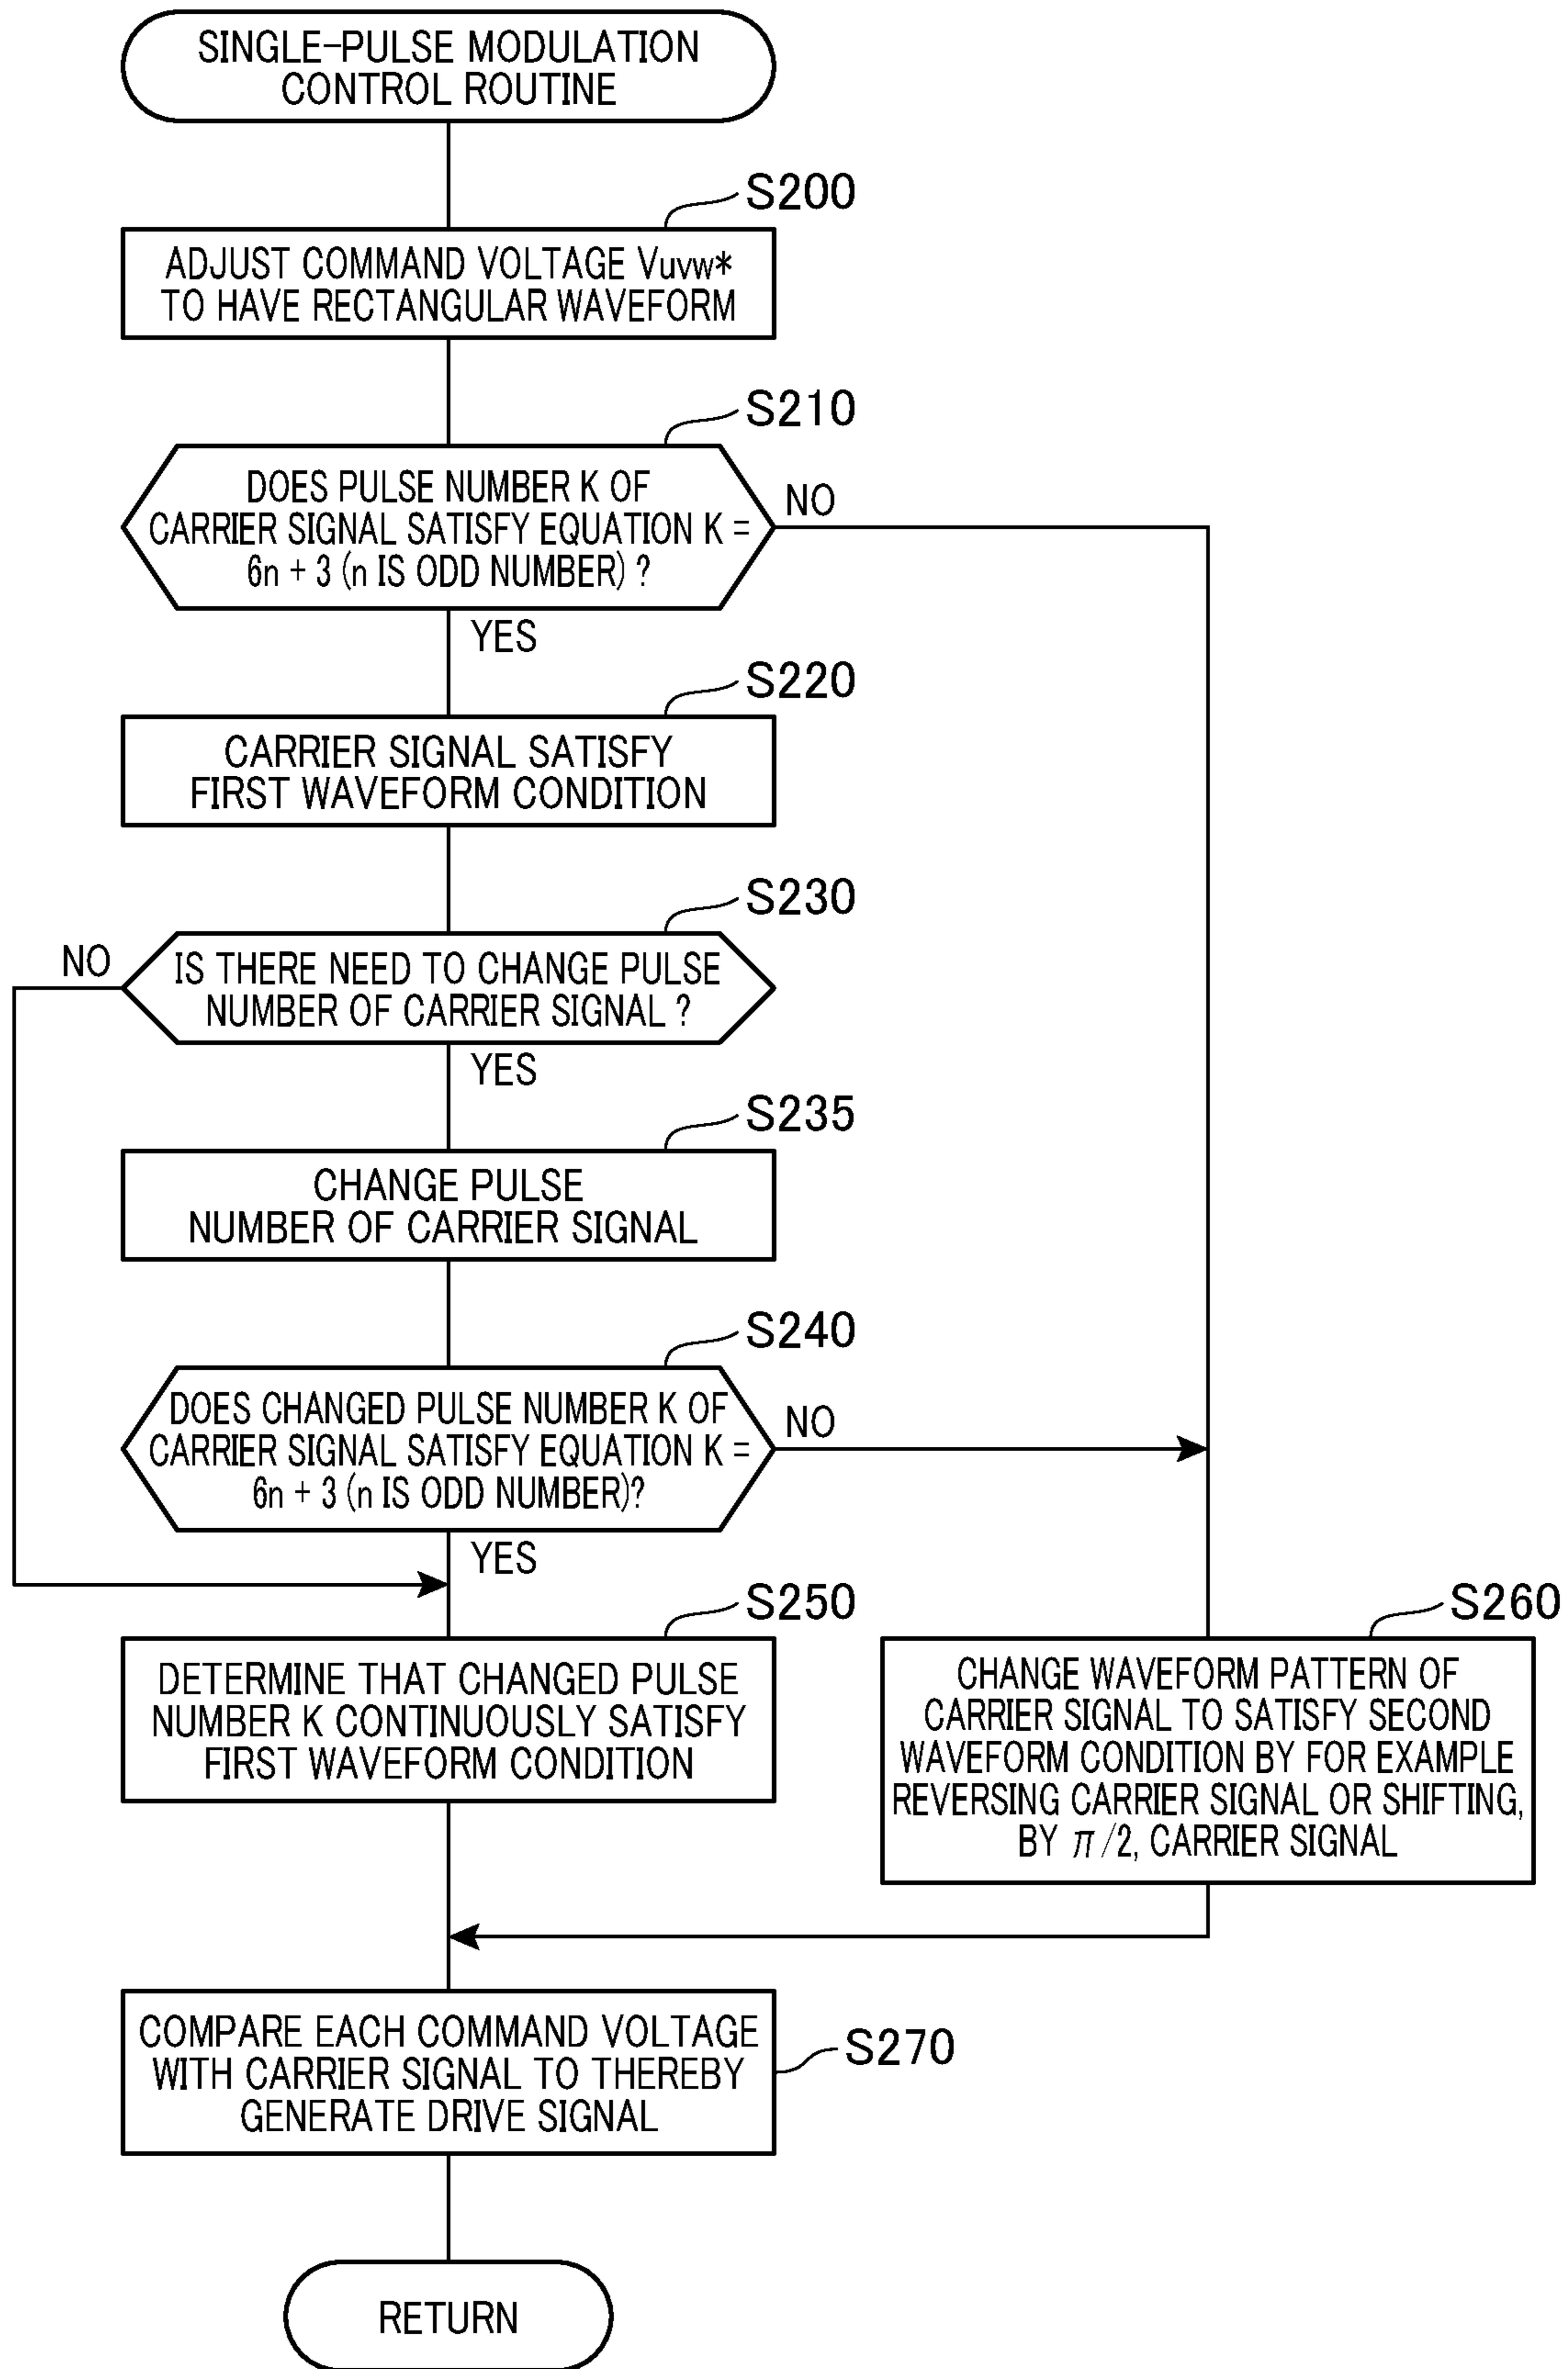 SINGLE-PULSE MODULATION
CONTROL ROUTINE
S200
ADJUST COMMAND VOLTAGE Vuvw*
TO HAVE RECTANGULAR WAVEFORM
S210
DOES PULSE NUMBER K OF
CARRIER SIGNAL SATISFY EQUATION K =
6n + 3 (n IS ODD NUMBER) ?
NO
YES
S220
CARRIER SIGNAL SATISFY
FIRST WAVEFORM CONDITION
S230
NO
IS THERE NEED TO CHANGE PULSE
NUMBER OF CARRIER SIGNAL ?
YES
S235
CHANGE PULSE
NUMBER OF CARRIER SIGNAL
S240
DOES CHANGED PULSE NUMBER K OF
CARRIER SIGNAL SATISFY EQUATION K =
6n + 3 (n IS ODD NUMBER)?
NO
YES
S250
DETERMINE THAT CHANGED PULSE
NUMBER K CONTINUOUSLY SATISFY
FIRST WAVEFORM CONDITION
S260
CHANGE WAVEFORM PATTERN OF
CARRIER SIGNAL TO SATISFY SECOND
WAVEFORM CONDITION BY FOR EXAMPLE
REVERSING CARRIER SIGNAL OR SHIFTING,
BY π/2, CARRIER SIGNAL
COMPARE EACH COMMAND VOLTAGE
WITH CARRIER SIGNAL TO THEREBY
GENERATE DRIVE SIGNAL
S270
RETURN